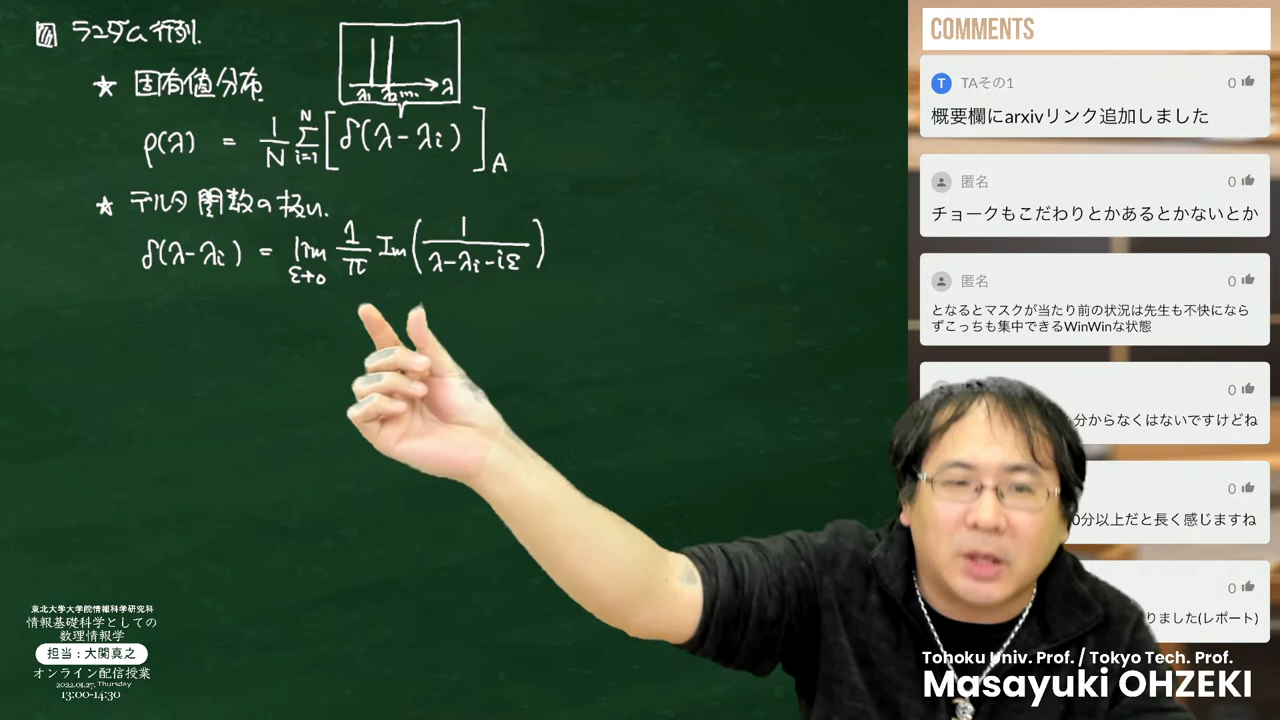 ランダム行列.
★ 固有値分布
λ1 λ2 m. λ
ρ(λ) = 1/N Σ_{i=1}^{N} [δ(λ-λi)]_A
★ デルタ関数の扱い.
δ(λ-λi) = lim_{ε→0} 1/π Im(1/(λ-λi-iε))
COMMENTS
T TAその1 0
概要欄にarxivリンク追加しました
匿名 0
チョークもこだわりとかあるとかないとか
匿名 0
となるとマスクが当たり前の状況は先生も不快になら
ずこっちも集中できるWinWinな状態
0
分からなくはないですけどね
0
0分以上だと長く感じますね
0
りました(レポート)
東北大学大学院情報科学研究科
情報基礎科学としての
数理情報学
担当：大関真之
オンライン配信授業
2022.01.27. Thursday
13:00-14:30
Tohoku Univ. Prof. / Tokyo Tech. Prof.
Masayuki OHZEKI